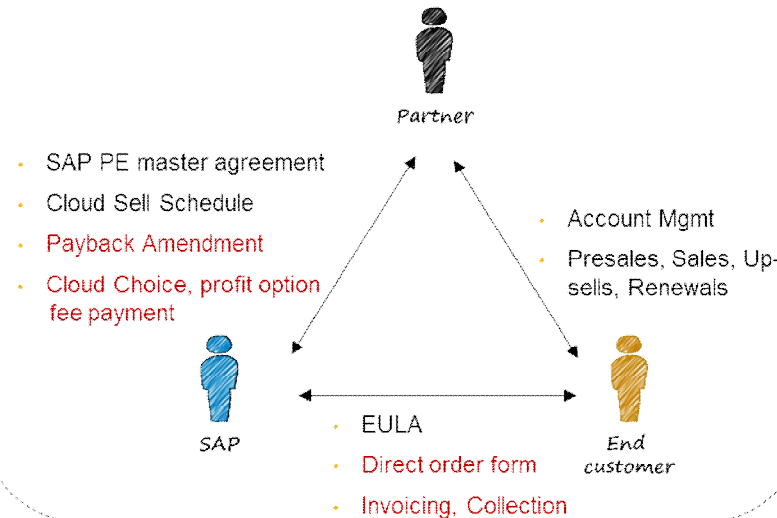 Partner
SAP PE master agreement
Cloud Sell Schedule
Payback Amendment
Cloud Choice, profit option
fee payment
Account Mgmt
Presales, Sales, Up-
sells, Renewals
SAP
EULA
Direct order form
Invoicing, Collection
End
customer